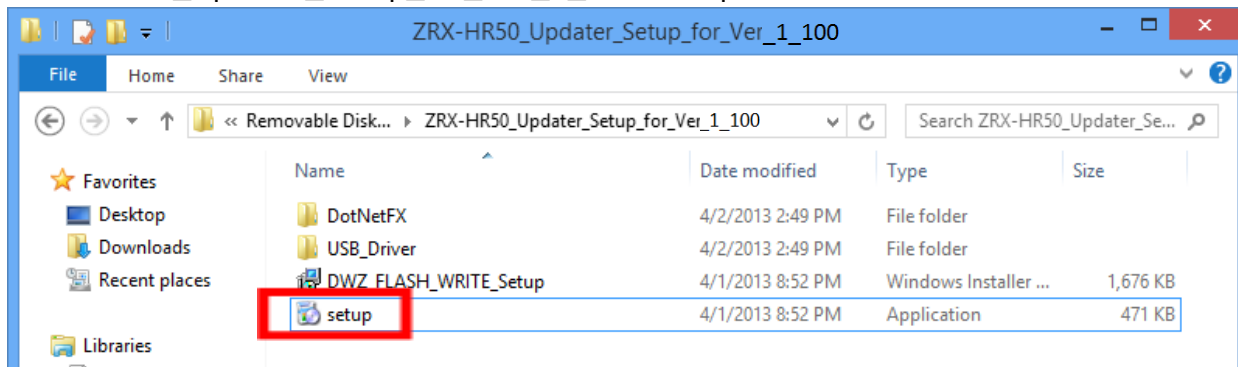 ZRX-HR50_Updater_Setup_for_Ver_1_100
File Home Share View
« Removable Disk... ZRX-HR50_Updater_Setup_for_Ver_1_100 Search ZRX-HR50_Updater_Se...
Name Date modified Type Size
Favorites
Desktop DotNetFX 4/2/2013 2:49 PM File folder
Downloads USB_Driver 4/2/2013 2:49 PM File folder
Recent places DWZ_FLASH_WRITE_Setup 4/1/2013 8:52 PM Windows Installer ... 1,676 KB
setup 4/1/2013 8:52 PM Application 471 KB
Libraries